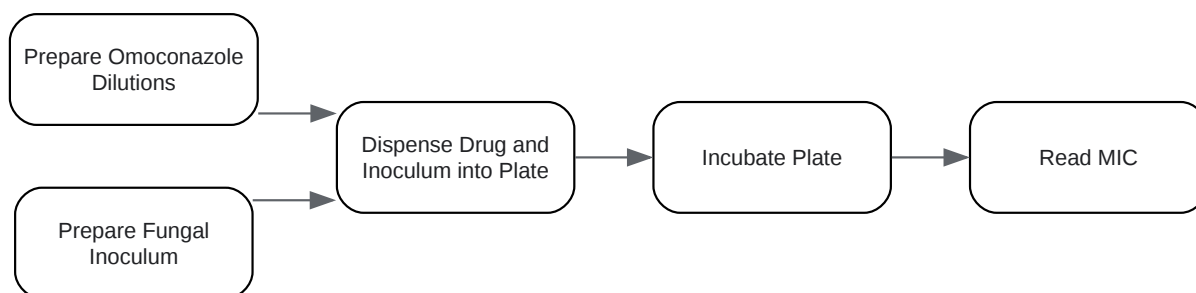 Prepare Omoconazole
Dilutions
Prepare Fungal
Inoculum
Dispense Drug and
Inoculum into Plate
Incubate Plate
Read MIC